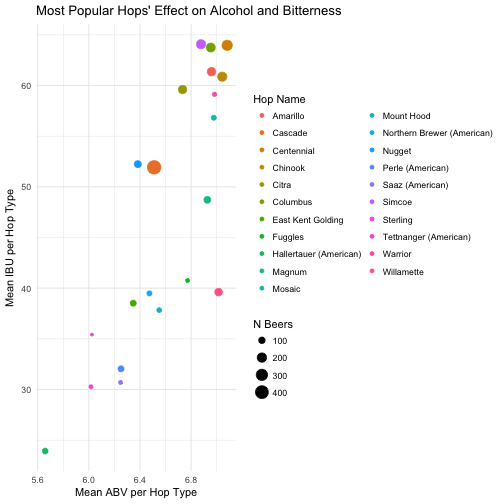 Most Popular Hops' Effect on Alcohol and Bitterness
60
50
40
30
5.6 6.0 6.4 6.8
Mean ABV per Hop Type
Mean IBU per Hop Type
Hop Name
Amarillo
Cascade
Centennial
Chinook
Citra
Columbus
East Kent Golding
Fuggles
Hallertauer (American)
Magnum
Mosaic
Mount Hood
Northern Brewer (American)
Nugget
Perle (American)
Saaz (American)
Simcoe
Sterling
Tettnanger (American)
Warrior
Willamette
N Beers
100
200
300
400